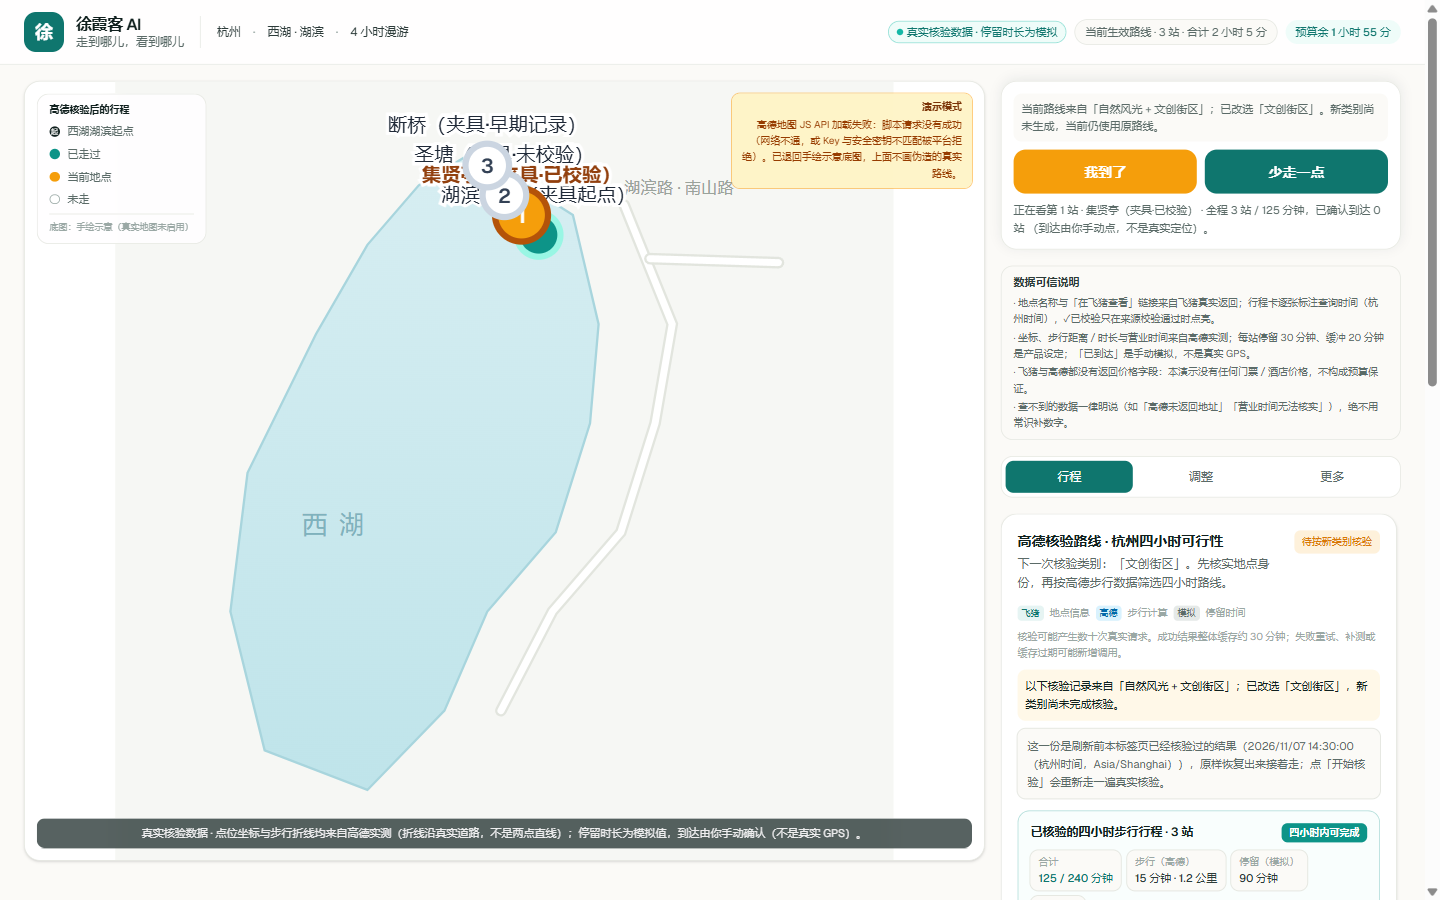 徐
徐霞客 AI
走到哪儿，看到哪儿
杭州 · 西湖·湖滨 · 4 小时漫游
真实核验数据 · 停留时长为模拟
当前生效路线 · 3 站 · 合计 2 小时 5 分
预算余 1 小时 55 分
高德核验后的行程
起 西湖湖滨起点
已走过
当前地点
未走
底图：手绘示意（真实地图未启用）
演示模式
高德地图 JS API 加载失败：脚本请求没有成功
（网络不通，或 Key 与安全密钥不匹配被平台拒
绝）。已退回手绘示意底图，上面不画伪造的真实
路线。
断桥（夹具·早期记录）
圣塘
·未校验）
3
集贤
具·已校验）
湖滨
夹具起点）
2
湖滨路 · 南山路
西 湖
真实核验数据 · 点位坐标与步行折线均来自高德实测（折线沿真实道路，不是两点直线）；停留时长为模拟值，到达由你手动确认（不是真实 GPS）。
当前路线来自「自然风光 + 文创街区」；已改选「文创街区」。新类别尚
未生成，当前仍使用原路线。
我到了
少走一点
正在看第 1 站 · 集贤亭（夹具·已校验） · 全程 3 站 / 125 分钟，已确认到达 0
站 （到达由你手动点，不是真实定位）。
数据可信说明
· 地点名称与「在飞猪查看」链接来自飞猪真实返回；行程卡逐张标注查询时间（杭
州时间），✓已校验只在来源校验通过时点亮。
· 坐标、步行距离 / 时长与营业时间来自高德实测；每站停留 30 分钟、缓冲 20 分钟
是产品设定；「已到达」是手动模拟，不是真实 GPS。
· 飞猪与高德都没有返回价格字段：本演示没有任何门票 / 酒店价格，不构成预算保
证。
· 查不到的数据一律明说（如「高德未返回地址」「营业时间无法核实」），绝不用
常识补数字。
行程
调整
更多
高德核验路线 · 杭州四小时可行性
待按新类别核验
下一次核验类别：「文创街区」。先核实地点身
份，再按高德步行数据筛选四小时路线。
飞猪 地点信息 高德 步行计算 模拟 停留时间
核验可能产生数十次真实请求。成功结果整体缓存约 30 分钟；失败重试、补测或
缓存过期可能新增调用。
以下核验记录来自「自然风光 + 文创街区」；已改选「文创街区」，新
类别尚未完成核验。
这一份是刷新前本标签页已经核验过的结果（2026/11/07 14:30:00
（杭州时间，Asia/Shanghai）），原样恢复出来接着走；点「开始核
验」会重新走一遍真实核验。
已核验的四小时步行行程 · 3 站
四小时内可完成
合计
125 / 240 分钟
步行（高德）
15 分钟 · 1.2 公里
停留（模拟）
90 分钟